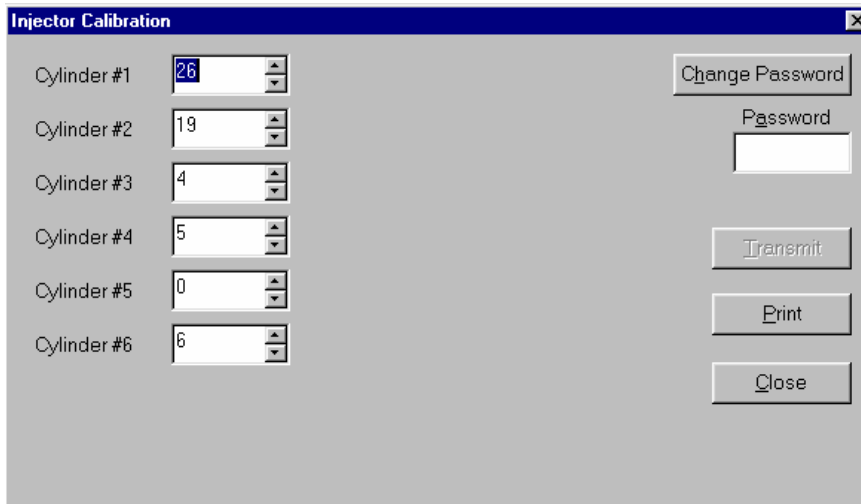 Injector Calibration
Cylinder #1 26 Change Password
Cylinder #2 19 Password
Cylinder #3 4
Cylinder #4 5 Transmit
Cylinder #5 0 Print
Cylinder #6 6 Close